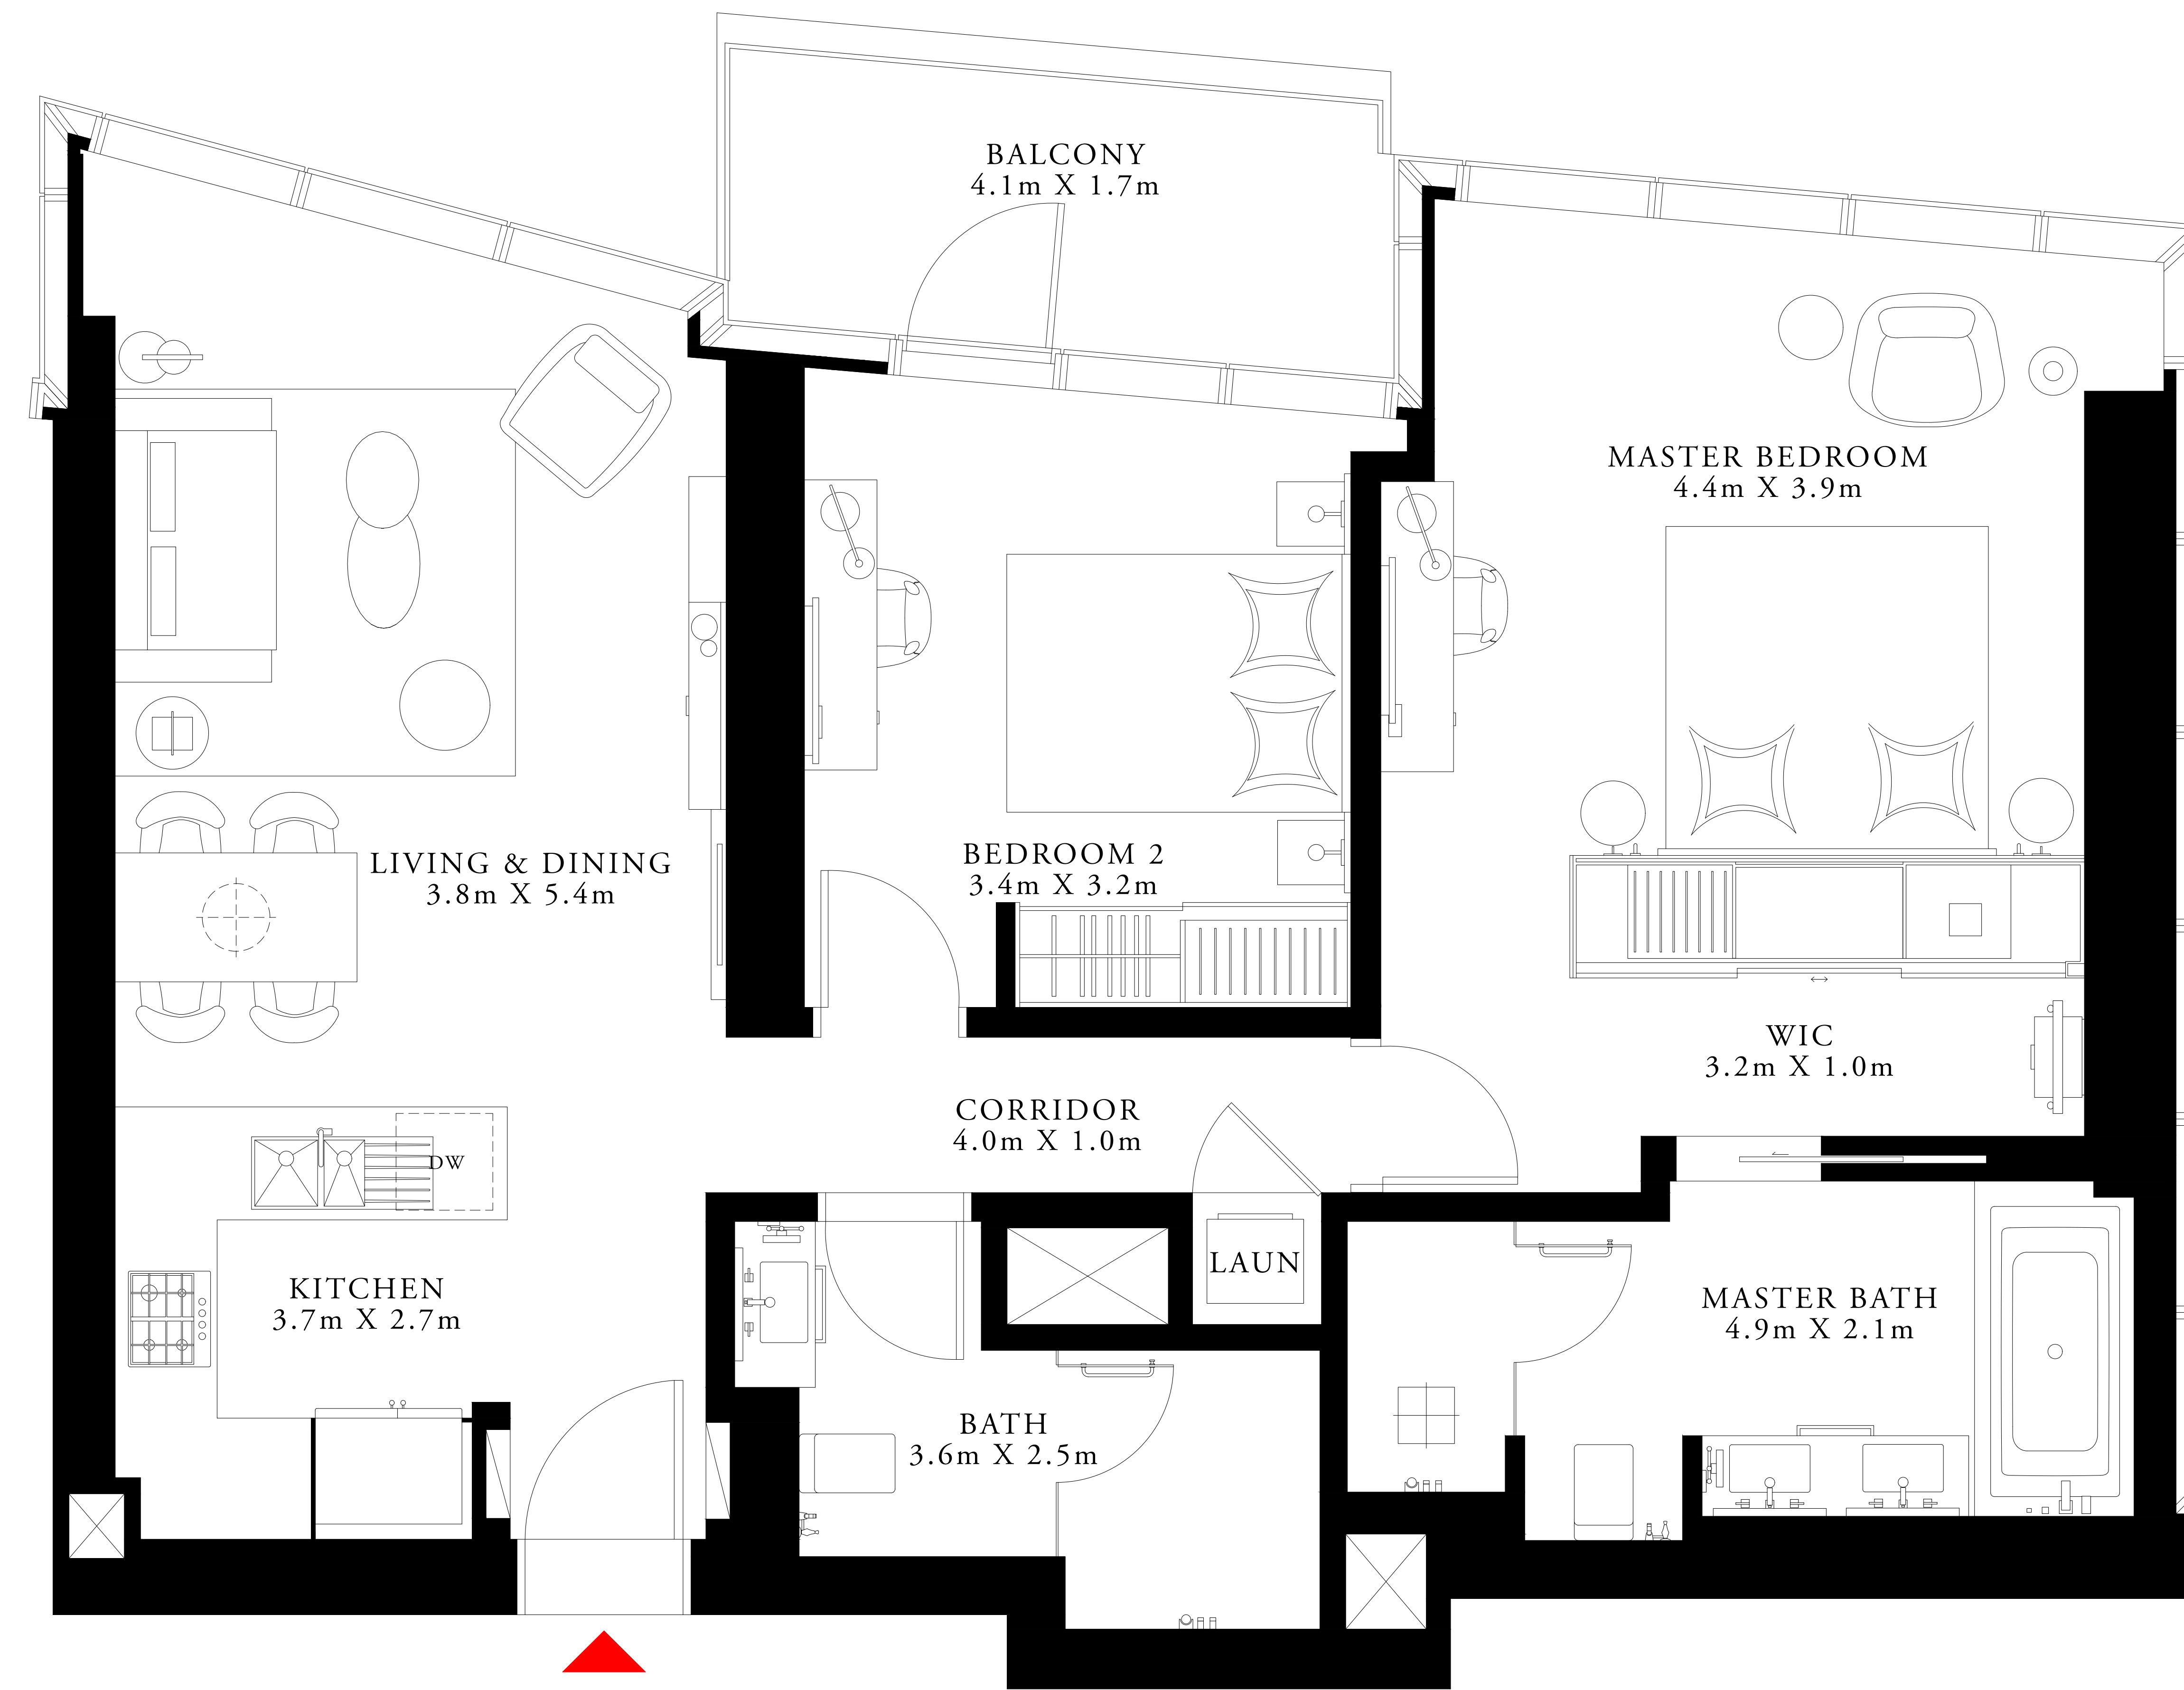 BALCONY
4.1m X 1.7m
MASTER BEDROOM
4.4m X 3.9m
LIVING & DINING
3.8m X 5.4m
BEDROOM 2
3.4m X 3.2m
WIC
3.2m X 1.0m
CORRIDOR
4.0m X 1.0m
DW
KITCHEN
3.7m X 2.7m
LAUN
MASTER BATH
4.9m X 2.1m
BATH
3.6m X 2.5m